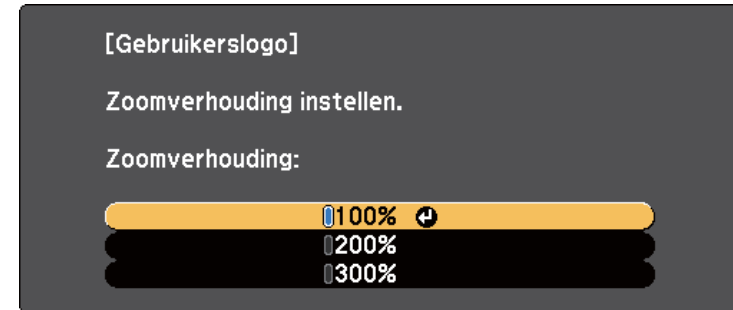 [Gebruikerslogo]
Zoomverhouding instellen.
Zoomverhouding:
100%
200%
300%